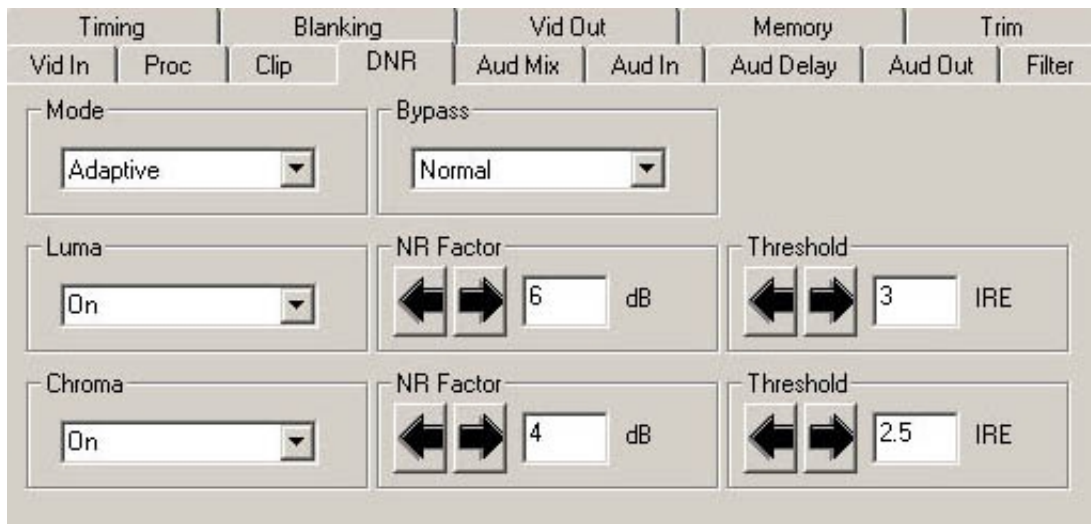 Timing Blanking Vid Out Memory Trim
Vid In Proc Clip DNR Aud Mix Aud In Aud Delay Aud Out Filter
Mode Bypass
Adaptive Normal
Luma NR Factor Threshold
On 6 dB 3 IRE
Chroma NR Factor Threshold
On 4 dB 2.5 IRE